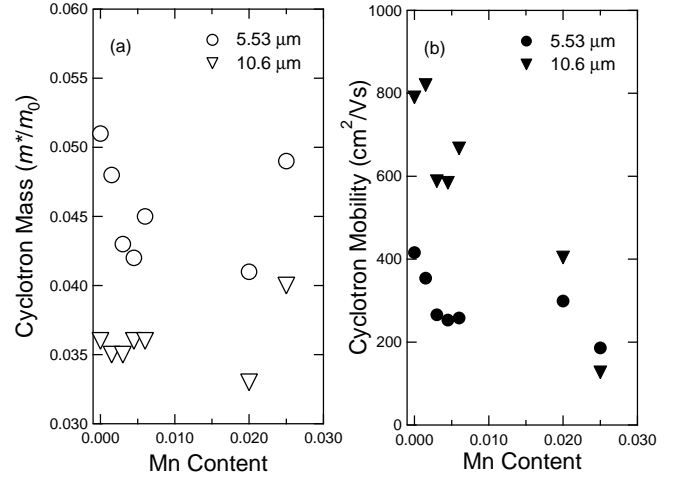 (a)
5.53 μm
10.6 μm
Cyclotron Mass (m*/m0)
0.060
0.055
0.050
0.045
0.040
0.035
0.030
0.000
0.010
0.020
0.030
Mn Content
(b)
5.53 μm
10.6 μm
Cyclotron Mobility (cm²/Vs)
1000
800
600
400
200
0
0.000
0.010
0.020
0.030
Mn Content